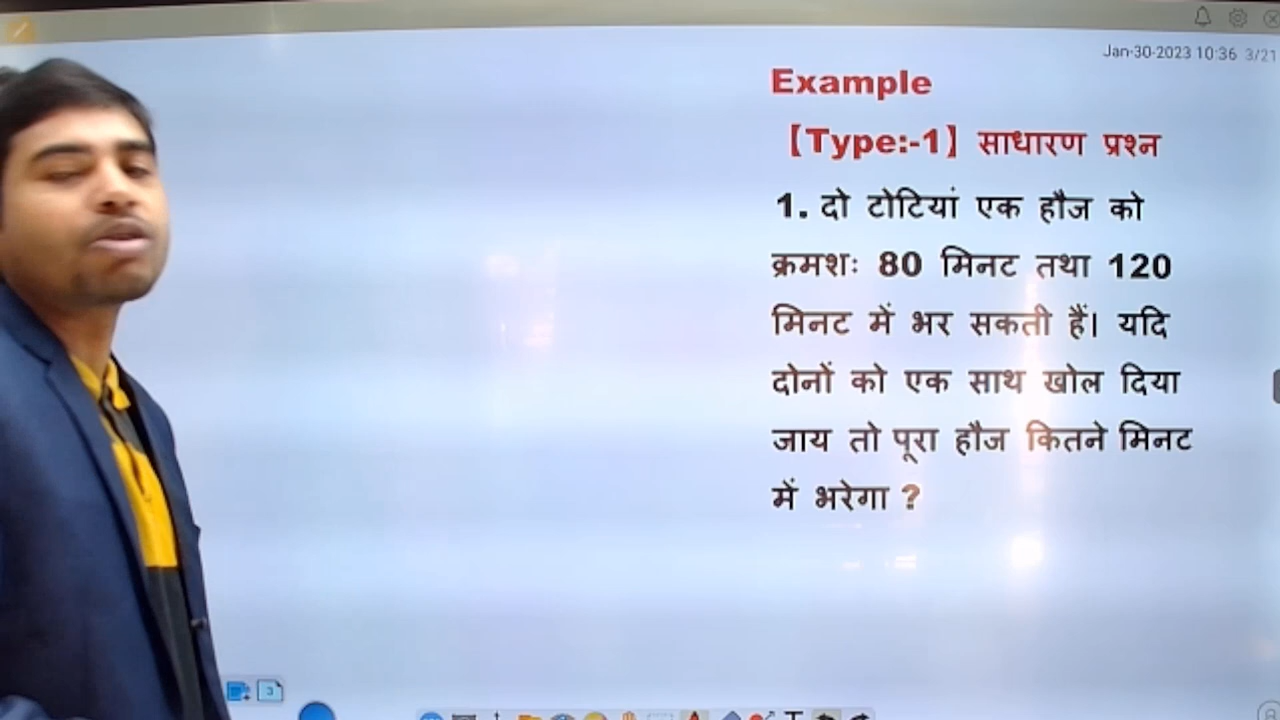 Jan-30-2023 10:36 3/21
Example
【Type:-1】 साधारण प्रश्न
1. दो टोटियां एक हौज को
क्रमशः 80 मिनट तथा 120
मिनट में भर सकती हैं। यदि
दोनों को एक साथ खोल दिया
जाय तो पूरा हौज कितने मिनट
में भरेगा ?
3